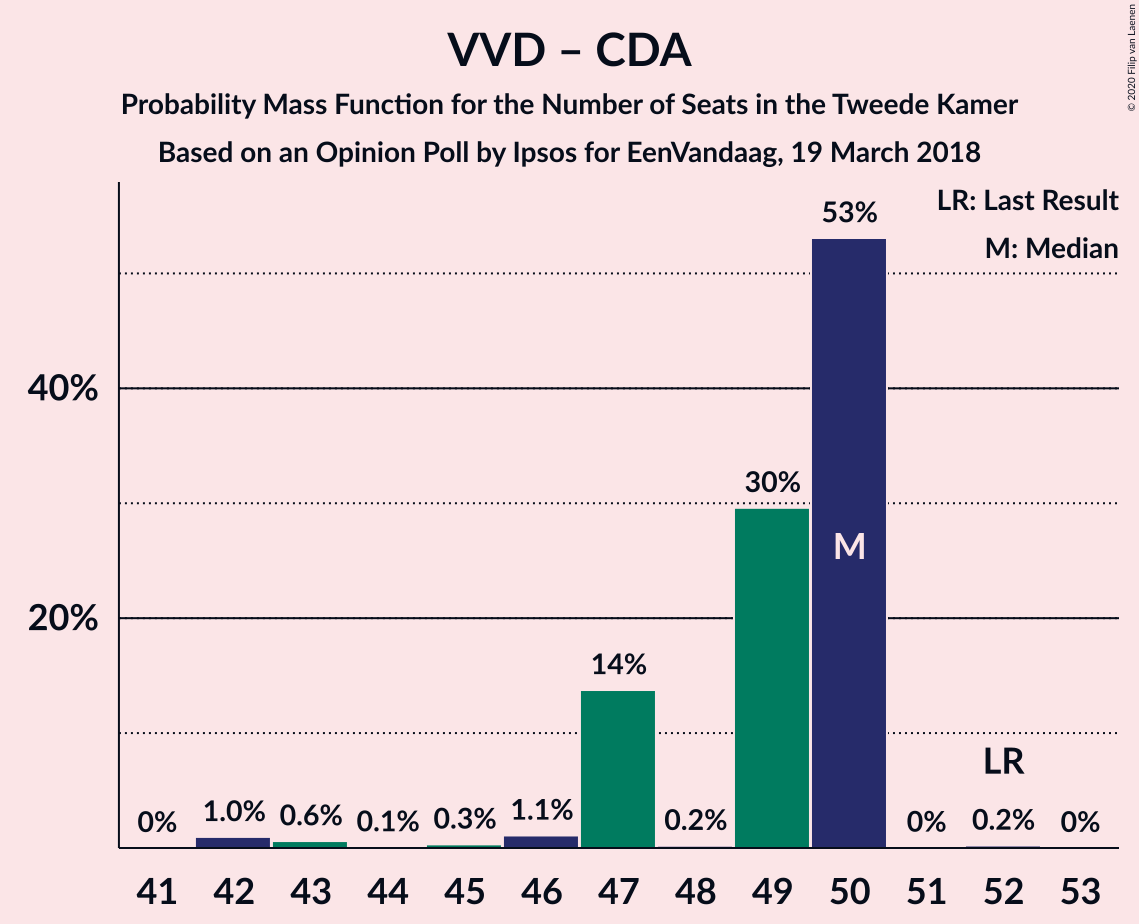 VVD – CDA
Probability Mass Function for the Number of Seats in the Tweede Kamer
Based on an Opinion Poll by Ipsos for EenVandaag, 19 March 2018
© 2020 Filip van Laenen
LR: Last Result
M: Median
53%
40%
30%
M
20%
14%
LR
0% 1.0% 0.6% 0.1% 0.3% 1.1% 0.2% 0% 0.2% 0%
41 42 43 44 45 46 47 48 49 50 51 52 53